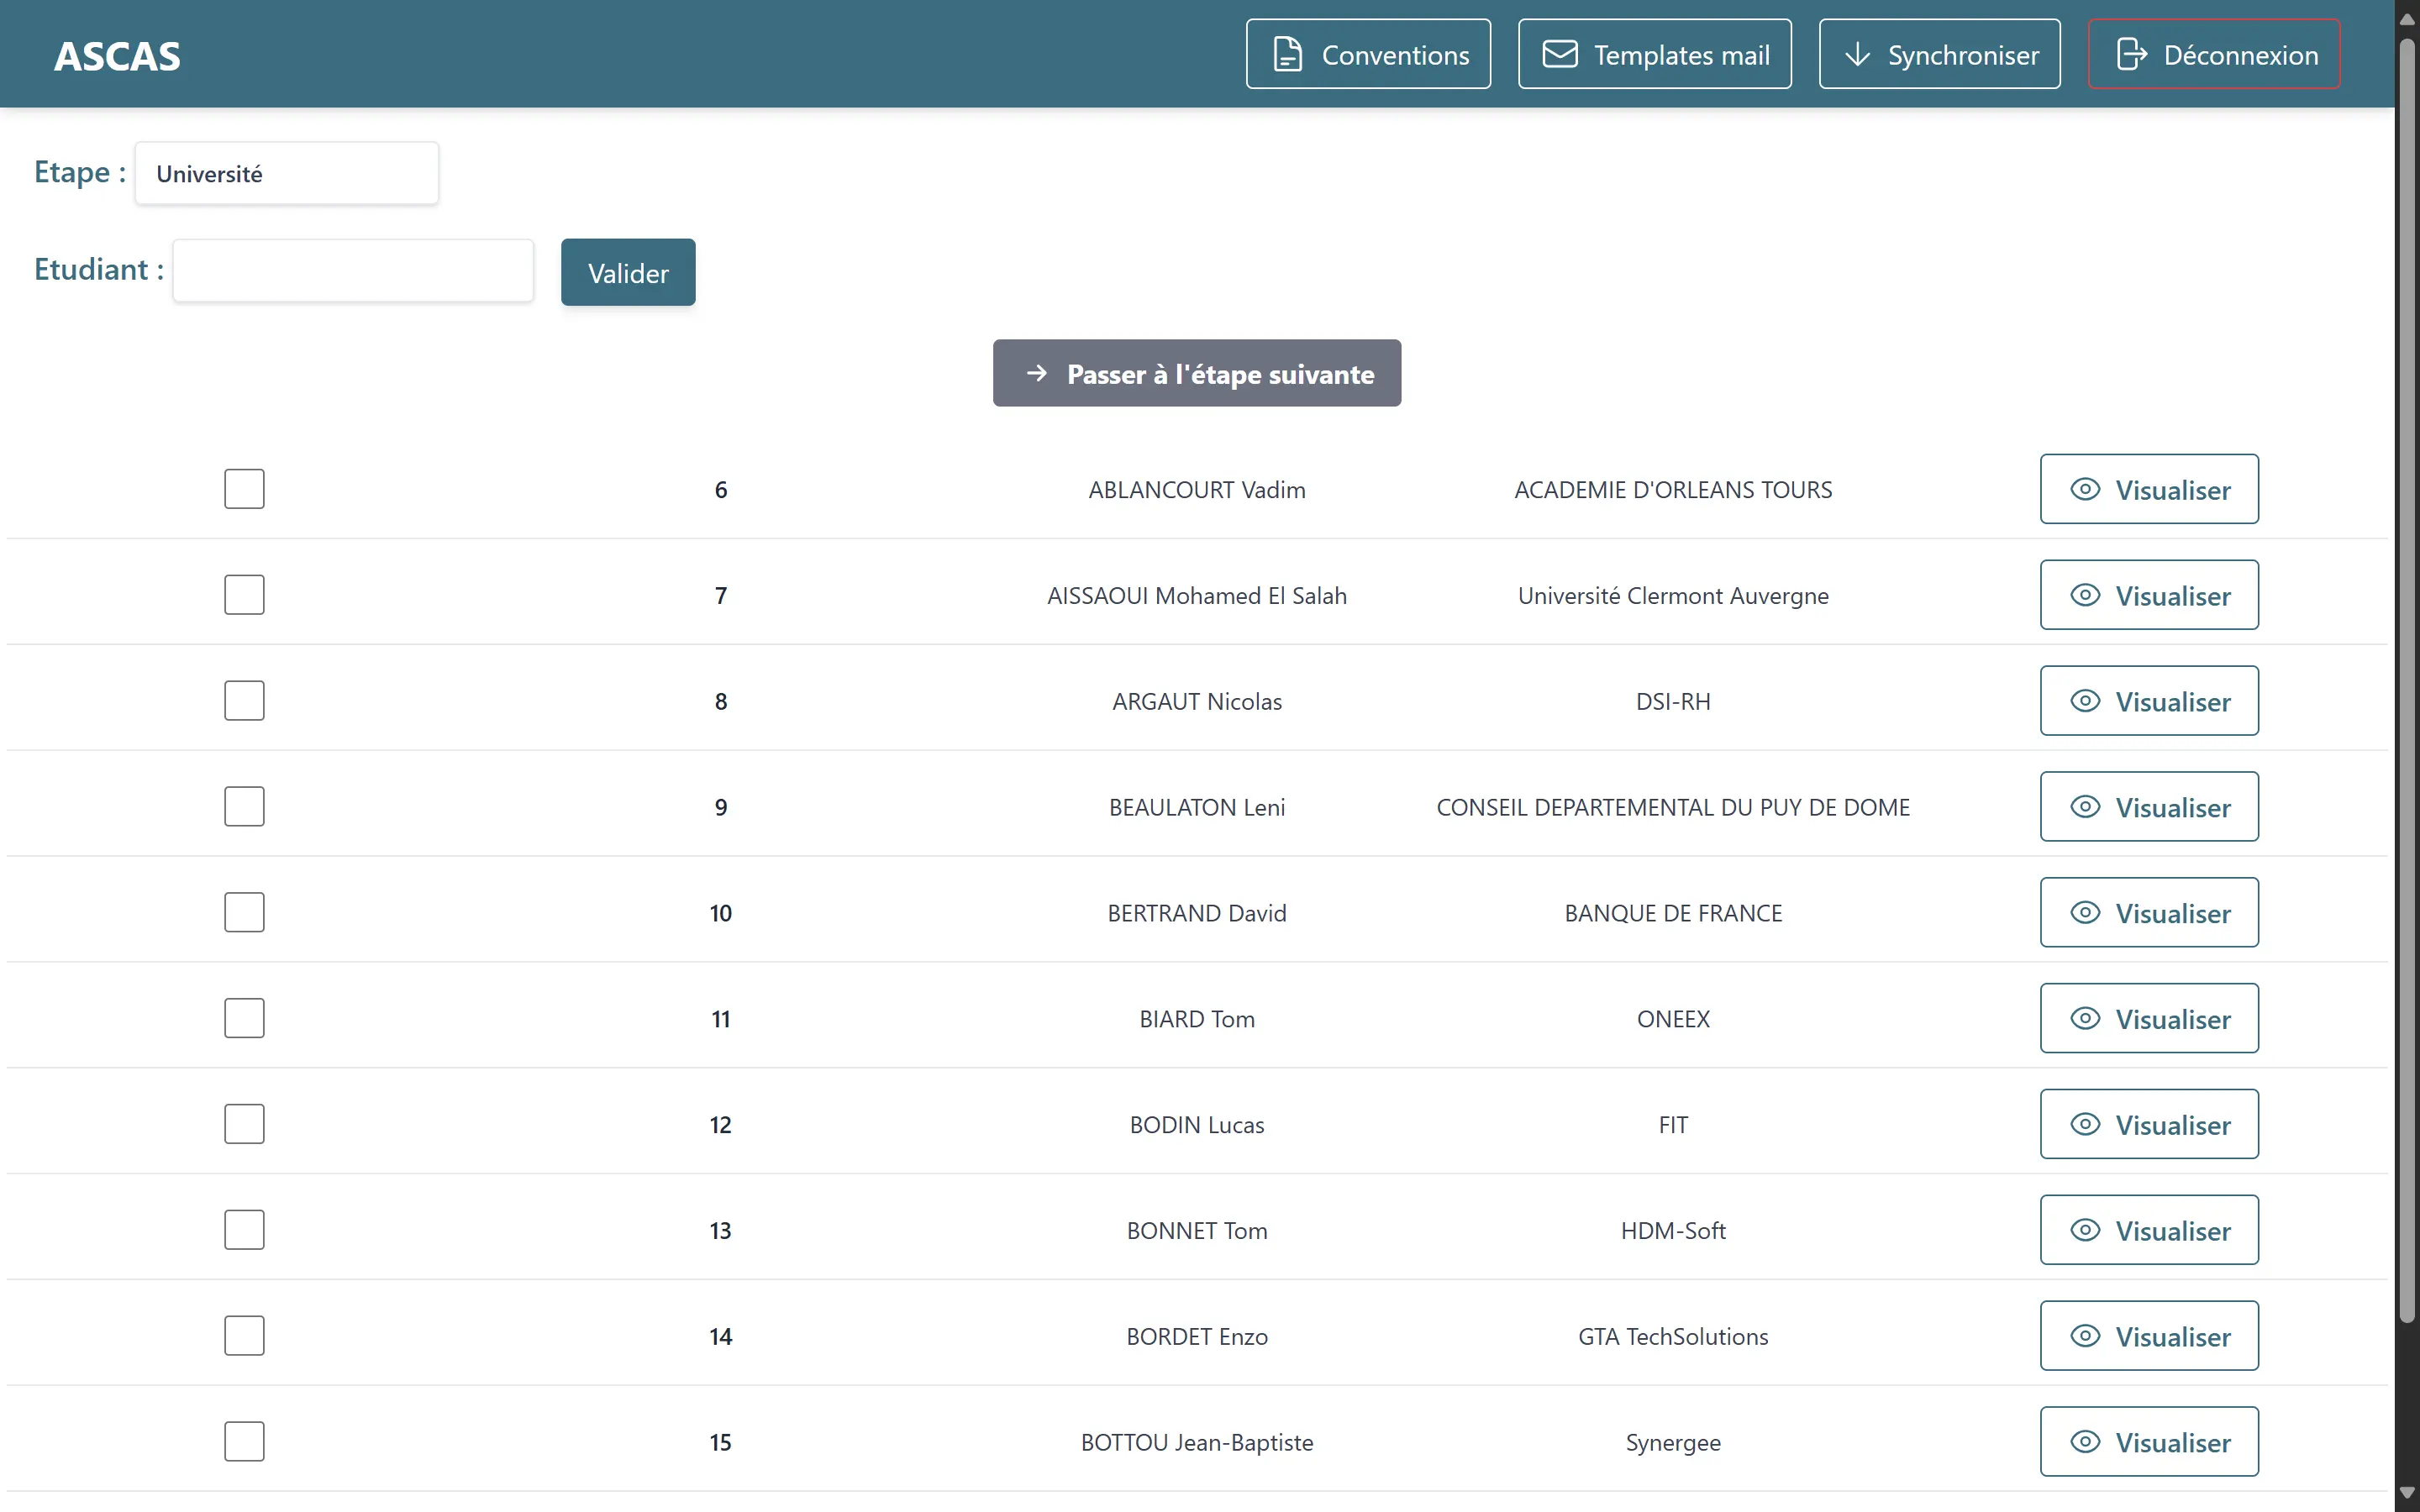 ASCAS
Conventions
Templates mail
Synchroniser
Déconnexion
Etape :
Université
Etudiant :
Valider
Passer à l'étape suivante
6 ABLANCOURT Vadim ACADEMIE D'ORLEANS TOURS Visualiser
7 AISSAOUI Mohamed El Salah Université Clermont Auvergne Visualiser
8 ARGAUT Nicolas DSI-RH Visualiser
9 BEAULATON Leni CONSEIL DEPARTEMENTAL DU PUY DE DOME Visualiser
10 BERTRAND David BANQUE DE FRANCE Visualiser
11 BIARD Tom ONEEX Visualiser
12 BODIN Lucas FIT Visualiser
13 BONNET Tom HDM-Soft Visualiser
14 BORDET Enzo GTA TechSolutions Visualiser
15 BOTTOU Jean-Baptiste Synergee Visualiser